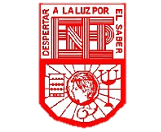 DESPERTAR A LA LUZ POR EL SABER
ENP